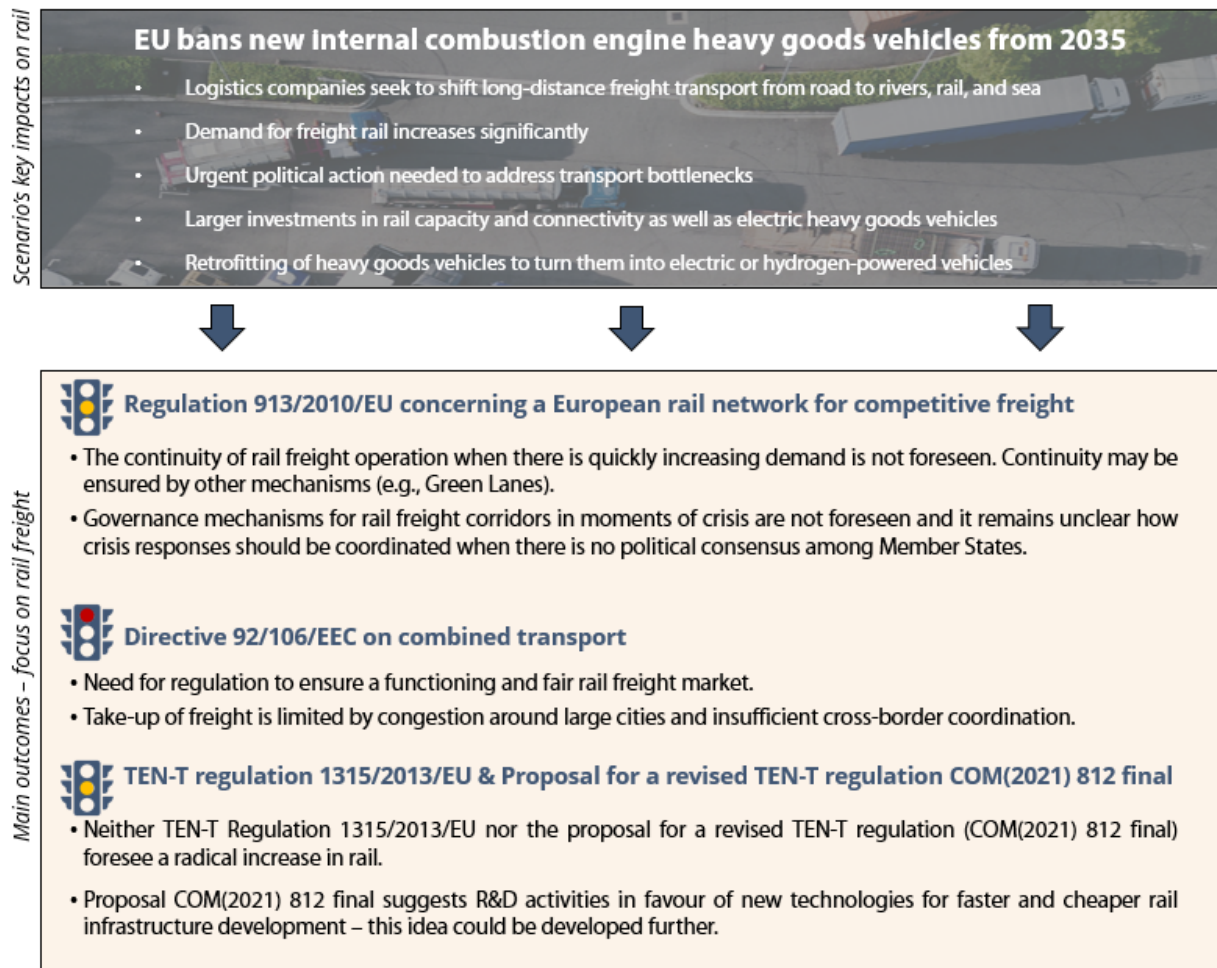 Scenario's key impacts on rail
EU bans new internal combustion engine heavy goods vehicles from 2035
• Logistics companies seek to shift long-distance freight transport from road to rivers, rail, and sea
• Demand for freight rail increases significantly
• Urgent political action needed to address transport bottlenecks
• Larger investments in rail capacity and connectivity as well as electric heavy goods vehicles
• Retrofitting of heavy goods vehicles to turn them into electric or hydrogen-powered vehicles
Main outcomes – focus on rail freight
Regulation 913/2010/EU concerning a European rail network for competitive freight
• The continuity of rail freight operation when there is quickly increasing demand is not foreseen. Continuity may be
ensured by other mechanisms (e.g., Green Lanes).
• Governance mechanisms for rail freight corridors in moments of crisis are not foreseen and it remains unclear how
crisis responses should be coordinated when there is no political consensus among Member States.
Directive 92/106/EEC on combined transport
• Need for regulation to ensure a functioning and fair rail freight market.
• Take-up of freight is limited by congestion around large cities and insufficient cross-border coordination.
TEN-T regulation 1315/2013/EU & Proposal for a revised TEN-T regulation COM(2021) 812 final
• Neither TEN-T Regulation 1315/2013/EU nor the proposal for a revised TEN-T regulation (COM(2021) 812 final)
foresee a radical increase in rail.
• Proposal COM(2021) 812 final suggests R&D activities in favour of new technologies for faster and cheaper rail
infrastructure development – this idea could be developed further.